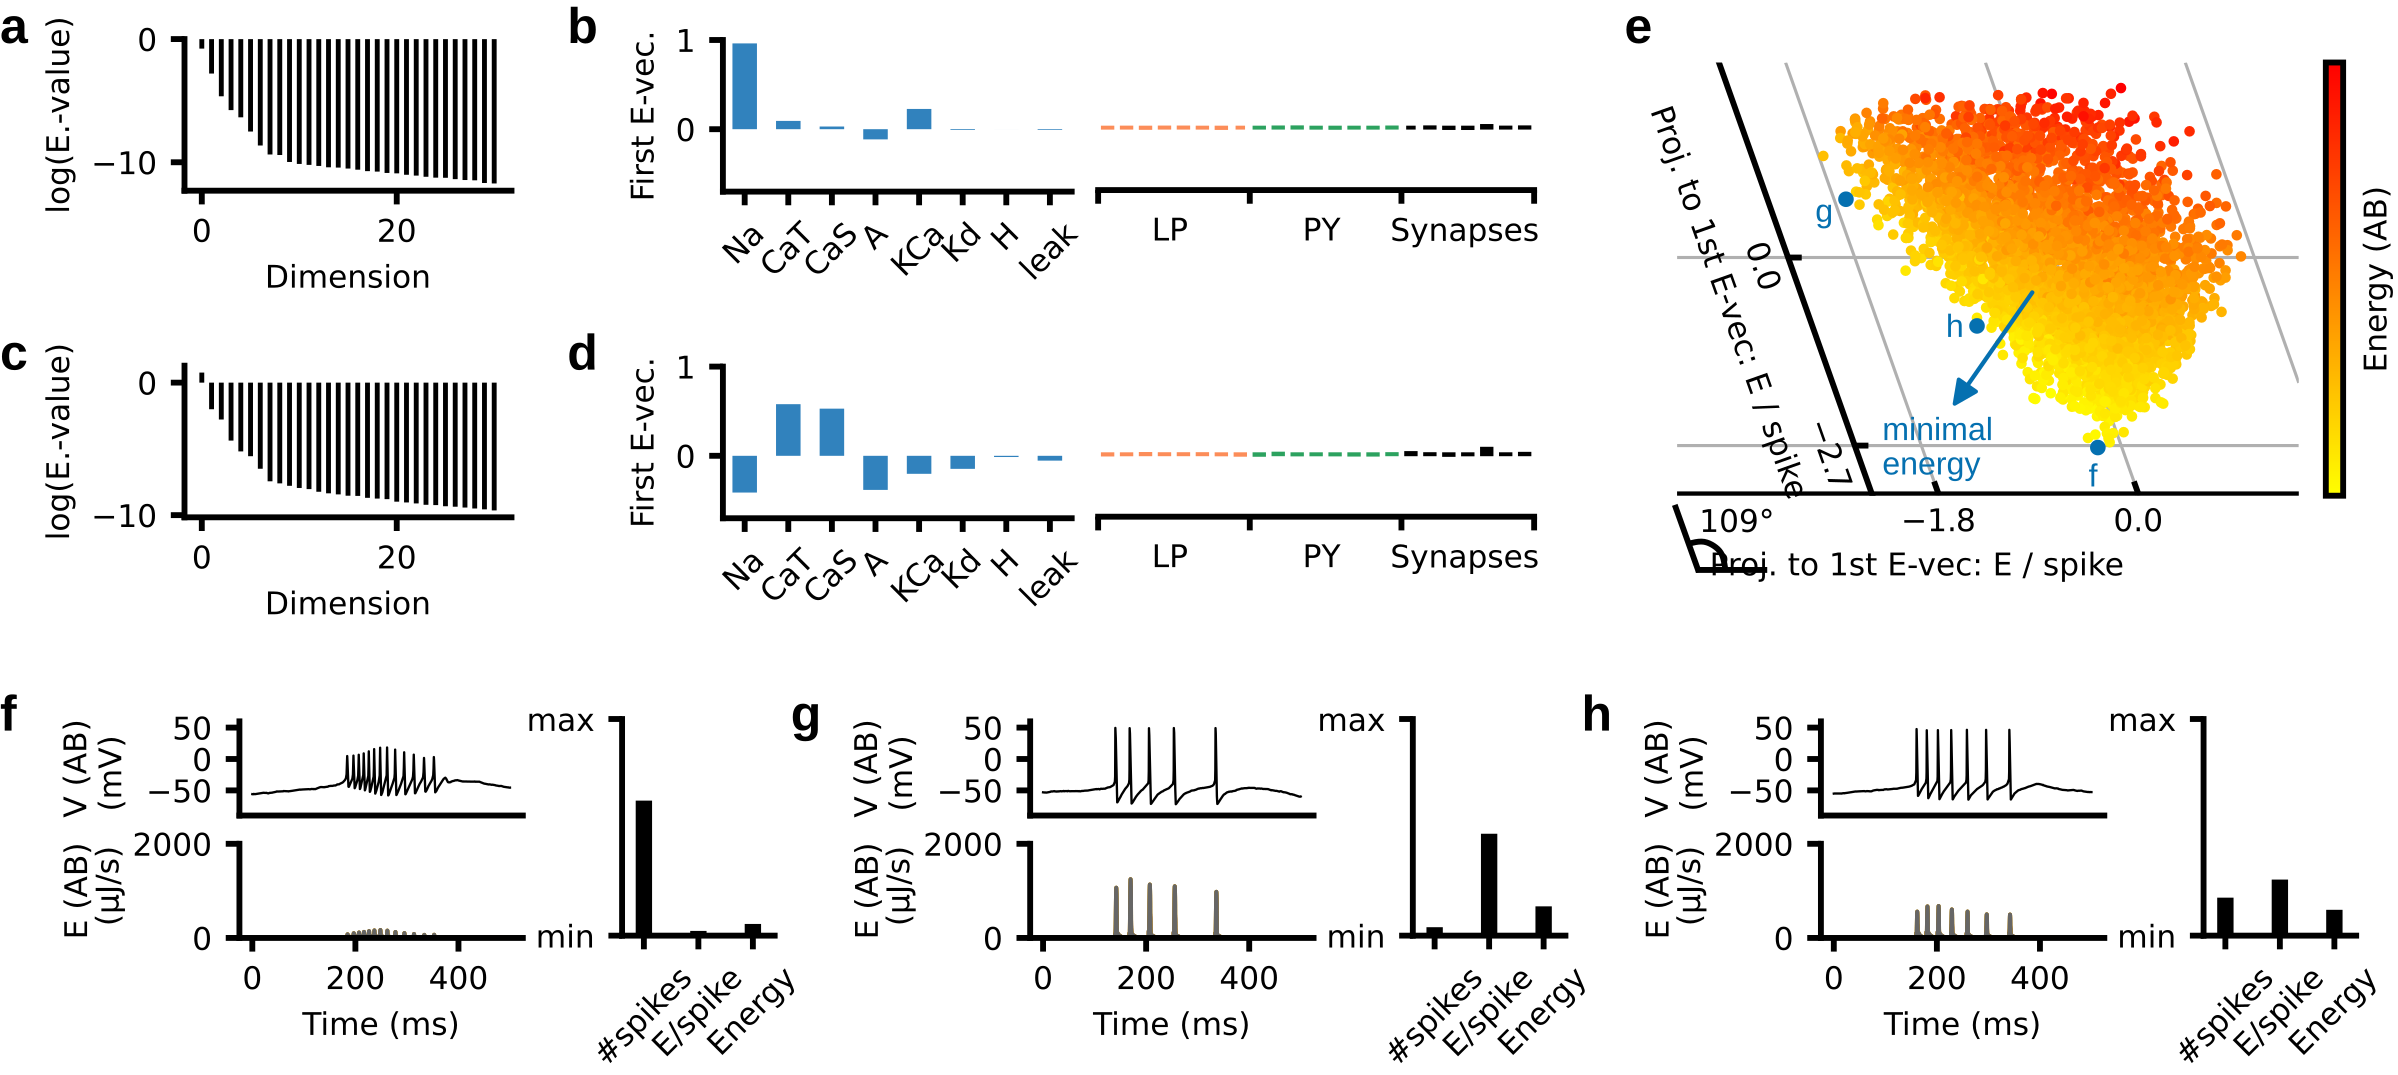 a
log(E.-value)
0
−10
0
20
Dimension
b
First E-vec.
1
0
Na
CaT
CaS
A
KCa
Kd
H
leak
LP
PY
Synapses
c
log(E.-value)
0
−10
0
20
Dimension
d
First E-vec.
1
0
Na
CaT
CaS
A
KCa
Kd
H
leak
LP
PY
Synapses
e
Proj. to 1st E-vec: E / spike
0.0
−2.7
g
h
minimal
energy
f
109°
−1.8
0.0
Proj. to 1st E-vec: E / spike
Energy (AB)
f
V (AB)
(mV)
50
0
−50
E (AB)
(µJ/s)
2000
0
0
200
400
Time (ms)
max
min
#spikes
E/spike
Energy
g
V (AB)
(mV)
50
0
−50
E (AB)
(µJ/s)
2000
0
0
200
400
Time (ms)
max
min
#spikes
E/spike
Energy
h
V (AB)
(mV)
50
0
−50
E (AB)
(µJ/s)
2000
0
0
200
400
Time (ms)
max
min
#spikes
E/spike
Energy